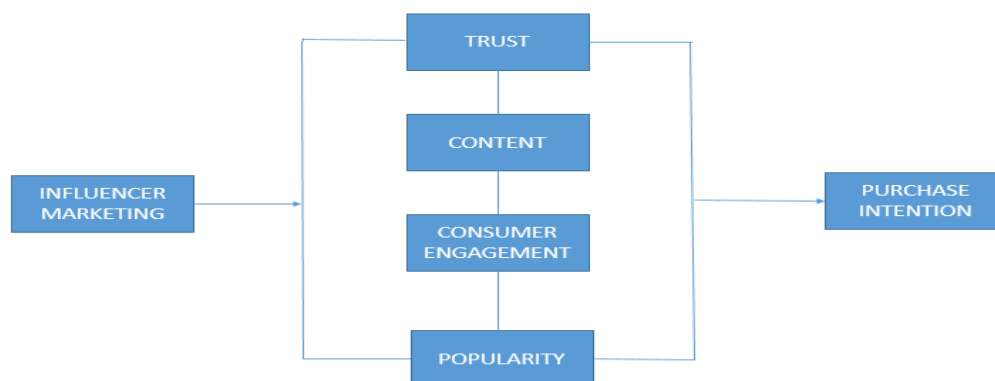 TRUST
CONTENT
INFLUENCER
MARKETING
PURCHASE
INTENTION
CONSUMER
ENGAGEMENT
POPULARITY